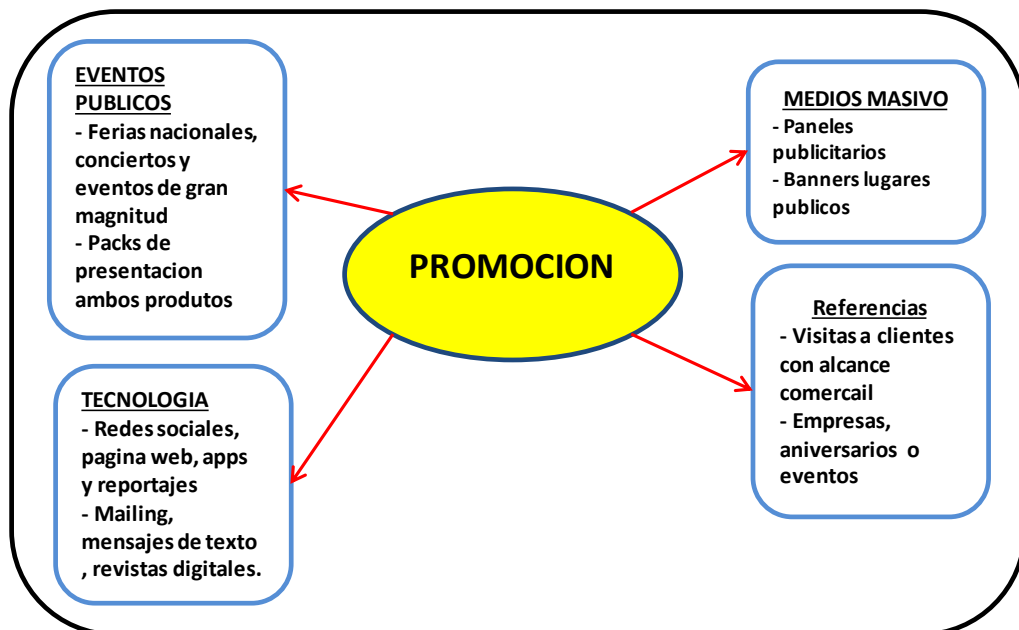 EVENTOS
PUBLICOS
- Ferias nacionales,
conciertos y
eventos de gran
magnitud
- Packs de
presentacion
ambos produtos
MEDIOS MASIVO
- Paneles
publicitarios
- Banners lugares
publicos
PROMOCION
TECNOLOGIA
- Redes sociales,
pagina web, apps
y reportajes
- Mailing,
mensajes de texto
, revistas digitales.
Referencias
- Visitas a clientes
con alcance
comercail
- Empresas,
aniversarios o
eventos